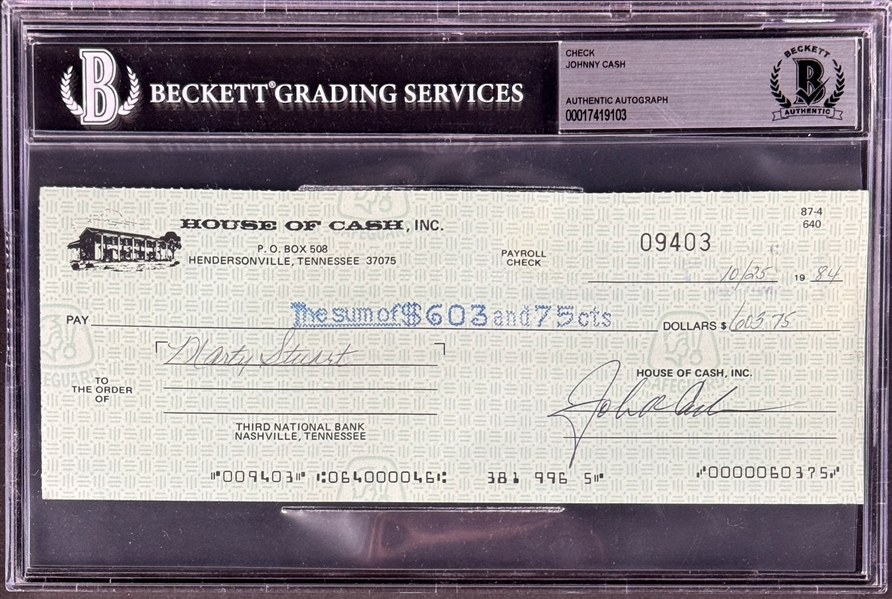 BECKETT® GRADING SERVICES
B
CHECK
JOHNNY CASH
AUTHENTIC AUTOGRAPH
00017419103
BECKETT
B
AUTHENTIC
HOUSE OF CASH, INC.
P. O. BOX 508
HENDERSONVILLE, TENNESSEE 37075
PAYROLL
CHECK
09403
87-4
640
10/25 19 84
PAY The sum of $603 and 75 cts DOLLARS $ 603.75
TO
THE ORDER
OF
Marty Stuart
HOUSE OF CASH, INC.
John R Cash
THIRD NATIONAL BANK
NASHVILLE, TENNESSEE
⑈009403⑈ ⑆064000046⑆ 381 996 5⑈ ⑈0000060375⑈